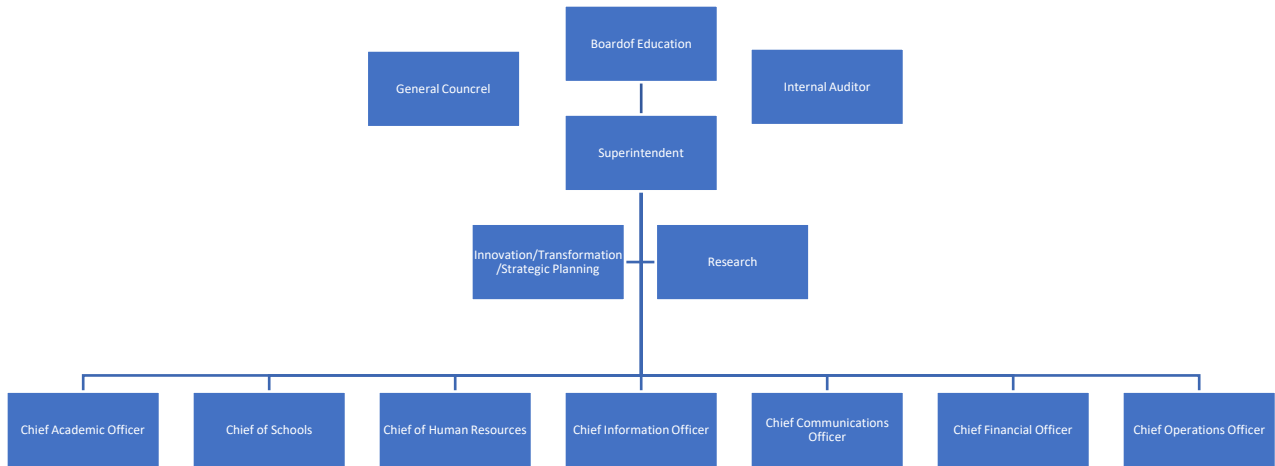 Boardof Education
General Councrel
Internal Auditor
Superintendent
Innovation/Transformation
/Strategic Planning
Research
Chief Academic Officer
Chief of Schools
Chief of Human Resources
Chief Information Officer
Chief Communications
Officer
Chief Financial Officer
Chief Operations Officer